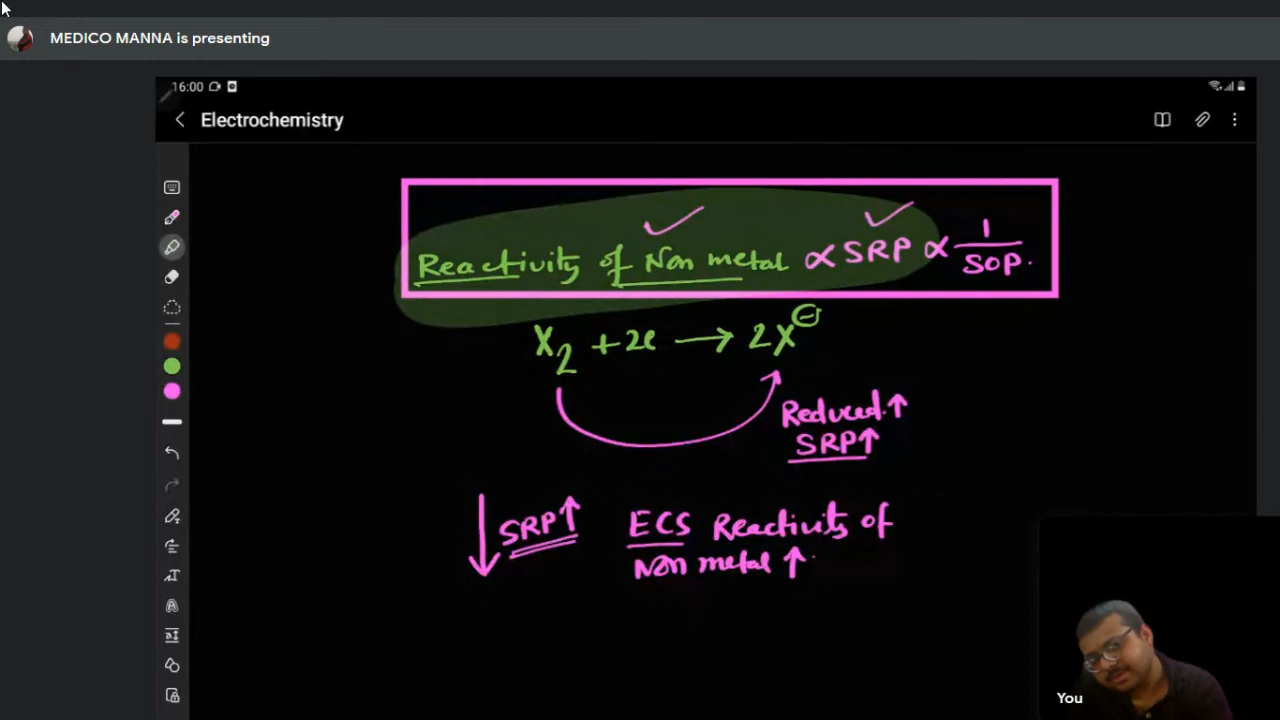 MEDICO MANNA is presenting
16:00
Electrochemistry
Reactivity of Non metal ∝ SRP ∝ 1/SOP.
X₂ + 2e → 2X⊖
Reduced ↑
SRP↑
↓ SRP↑ ECS Reactivity of
Non metal ↑
You